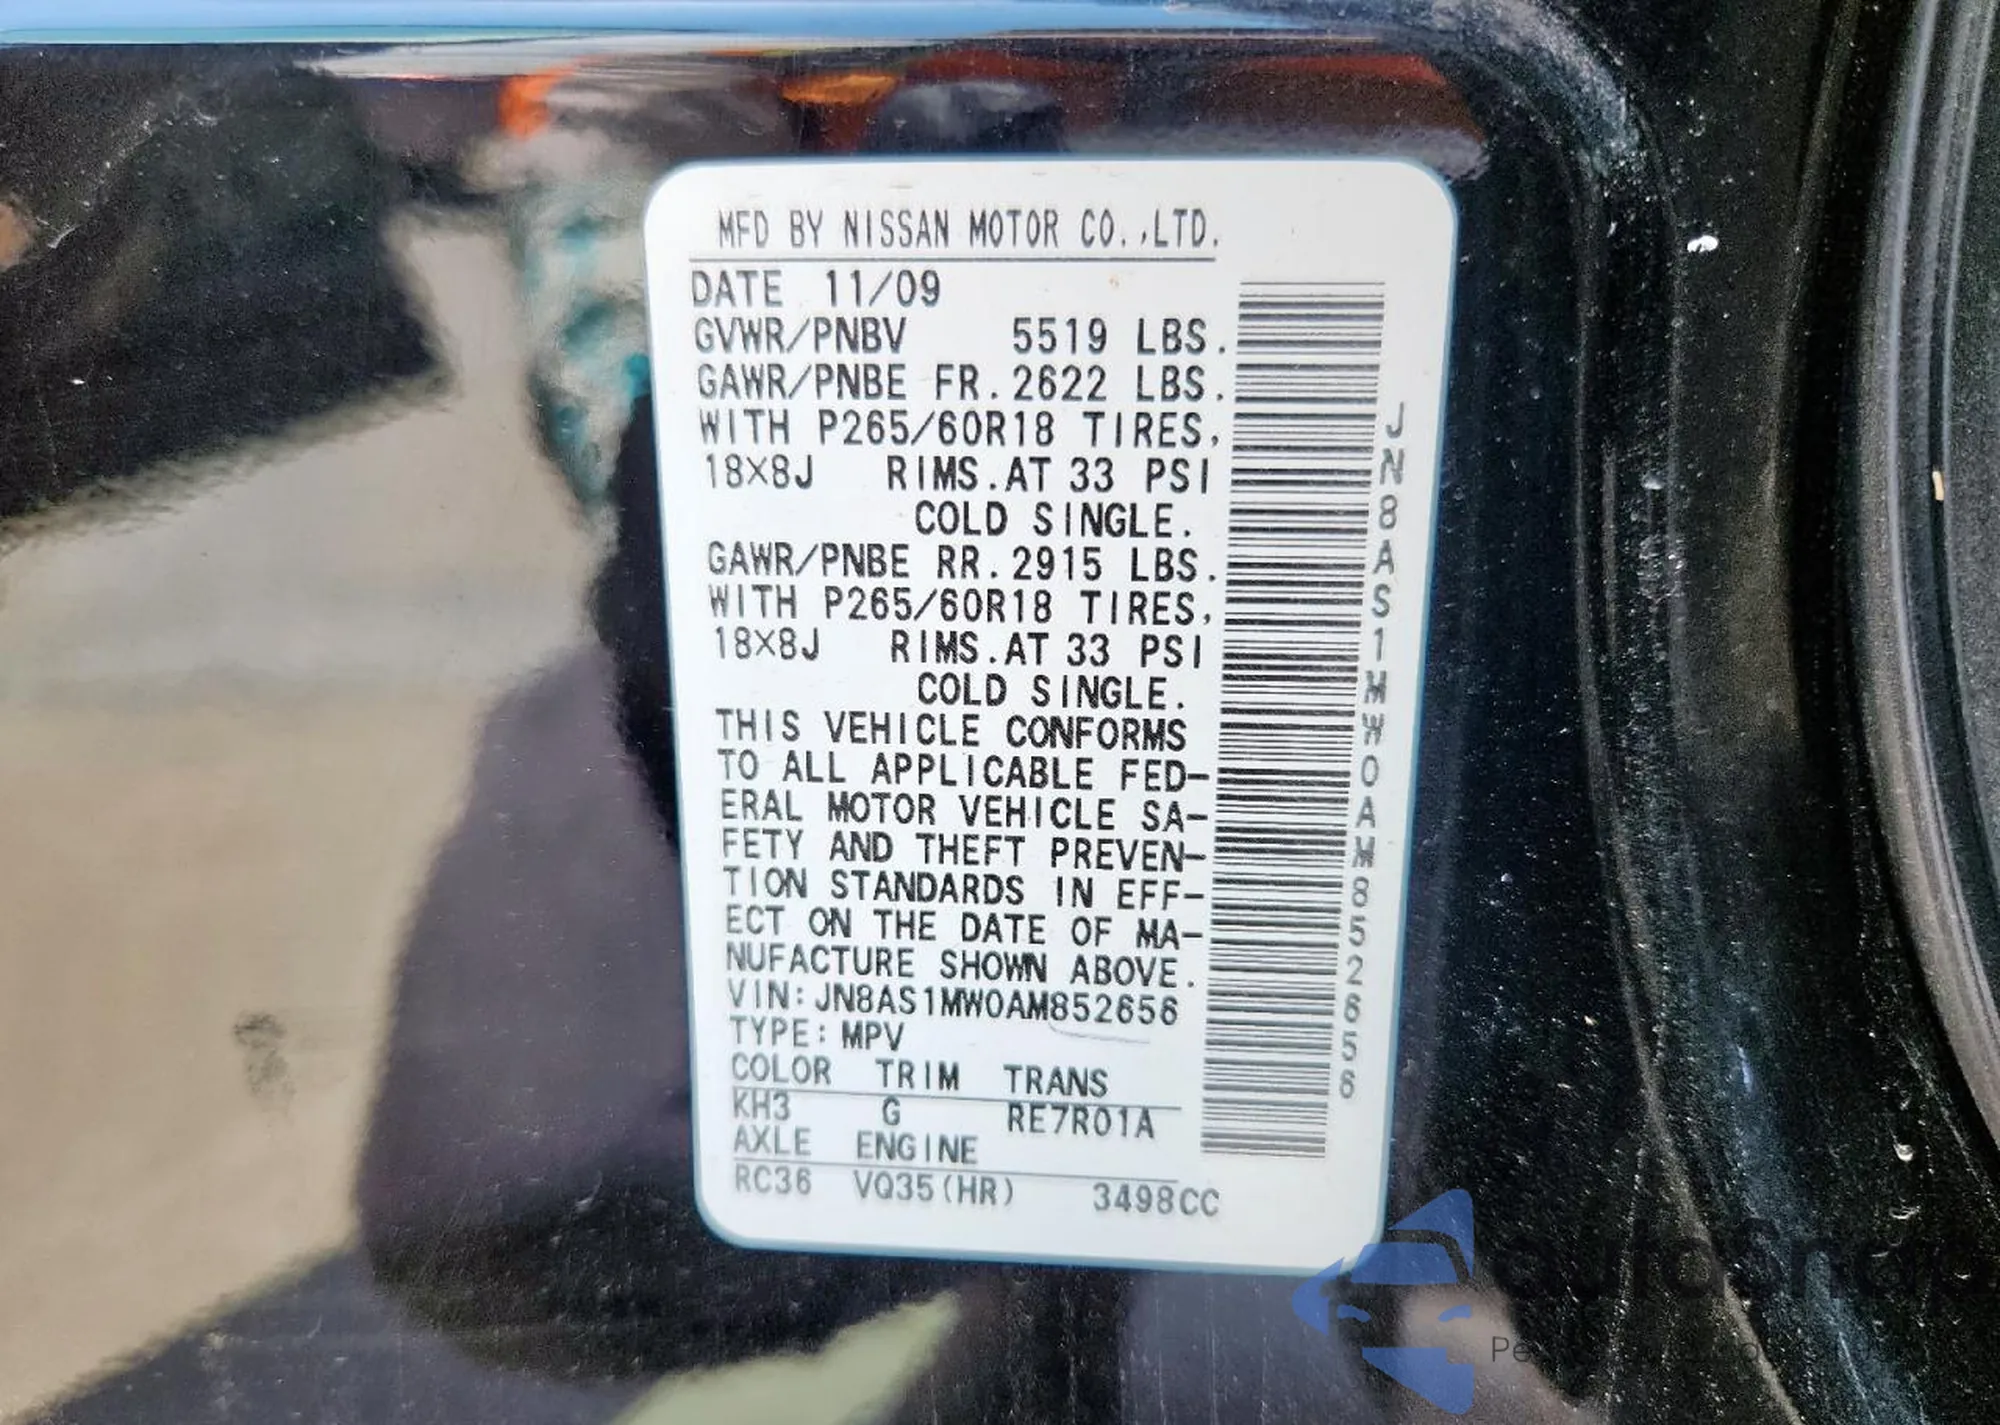 MFD BY NISSAN MOTOR CO.,LTD.
DATE 11/09
GVWR/PNBV 5519 LBS.
GAWR/PNBE FR.2622 LBS.
WITH P265/60R18 TIRES,
18×8J RIMS.AT 33 PSI
COLD SINGLE.
GAWR/PNBE RR.2915 LBS.
WITH P265/60R18 TIRES,
18×8J RIMS.AT 33 PSI
COLD SINGLE.
THIS VEHICLE CONFORMS
TO ALL APPLICABLE FED-
ERAL MOTOR VEHICLE SA-
FETY AND THEFT PREVEN-
TION STANDARDS IN EFF-
ECT ON THE DATE OF MA-
NUFACTURE SHOWN ABOVE.
VIN:JN8AS1MW0AM852656
TYPE:MPV
COLOR TRIM TRANS
KH3 G RE7R01A
AXLE ENGINE
RC36 VQ35(HR) 3498CC
JN8AS1MW0AM852656